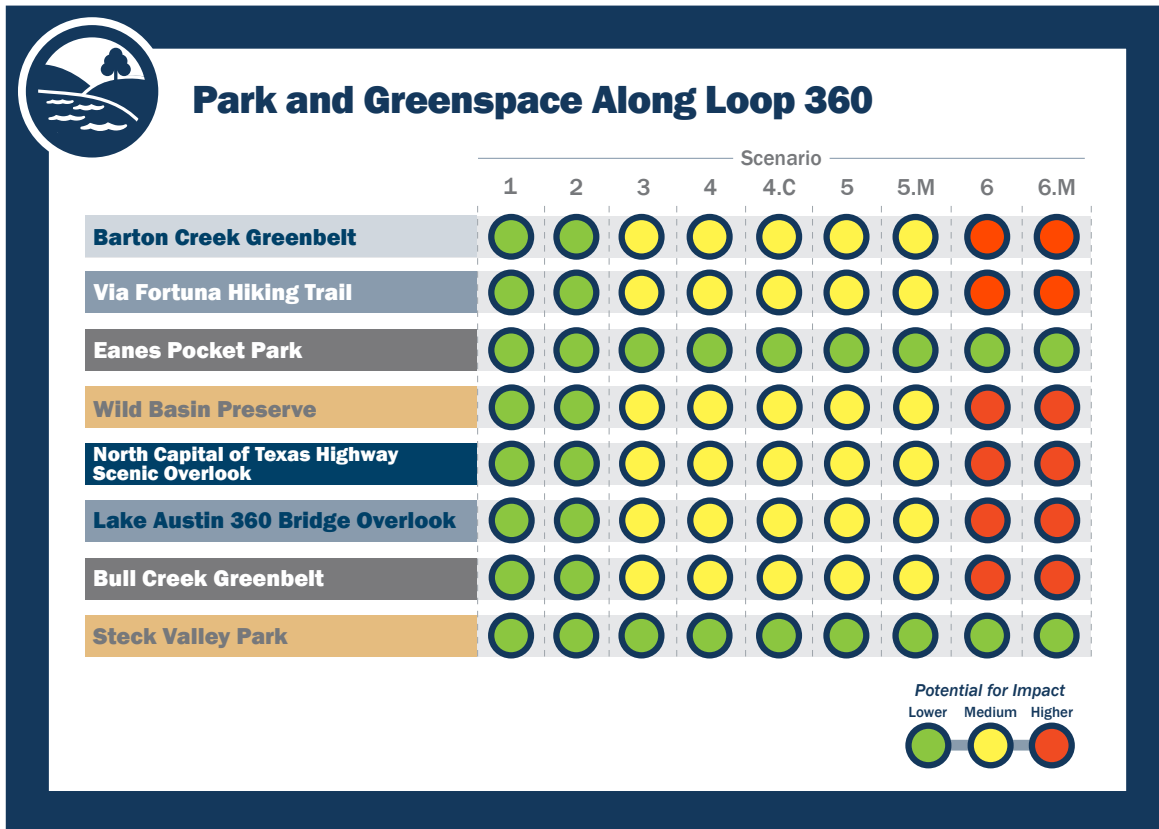 Park and Greenspace Along Loop 360
Scenario
1 2 3 4 4.C 5 5.M 6 6.M
Barton Creek Greenbelt
Via Fortuna Hiking Trail
Eanes Pocket Park
Wild Basin Preserve
North Capital of Texas Highway
Scenic Overlook
Lake Austin 360 Bridge Overlook
Bull Creek Greenbelt
Steck Valley Park
Potential for Impact
Lower Medium Higher